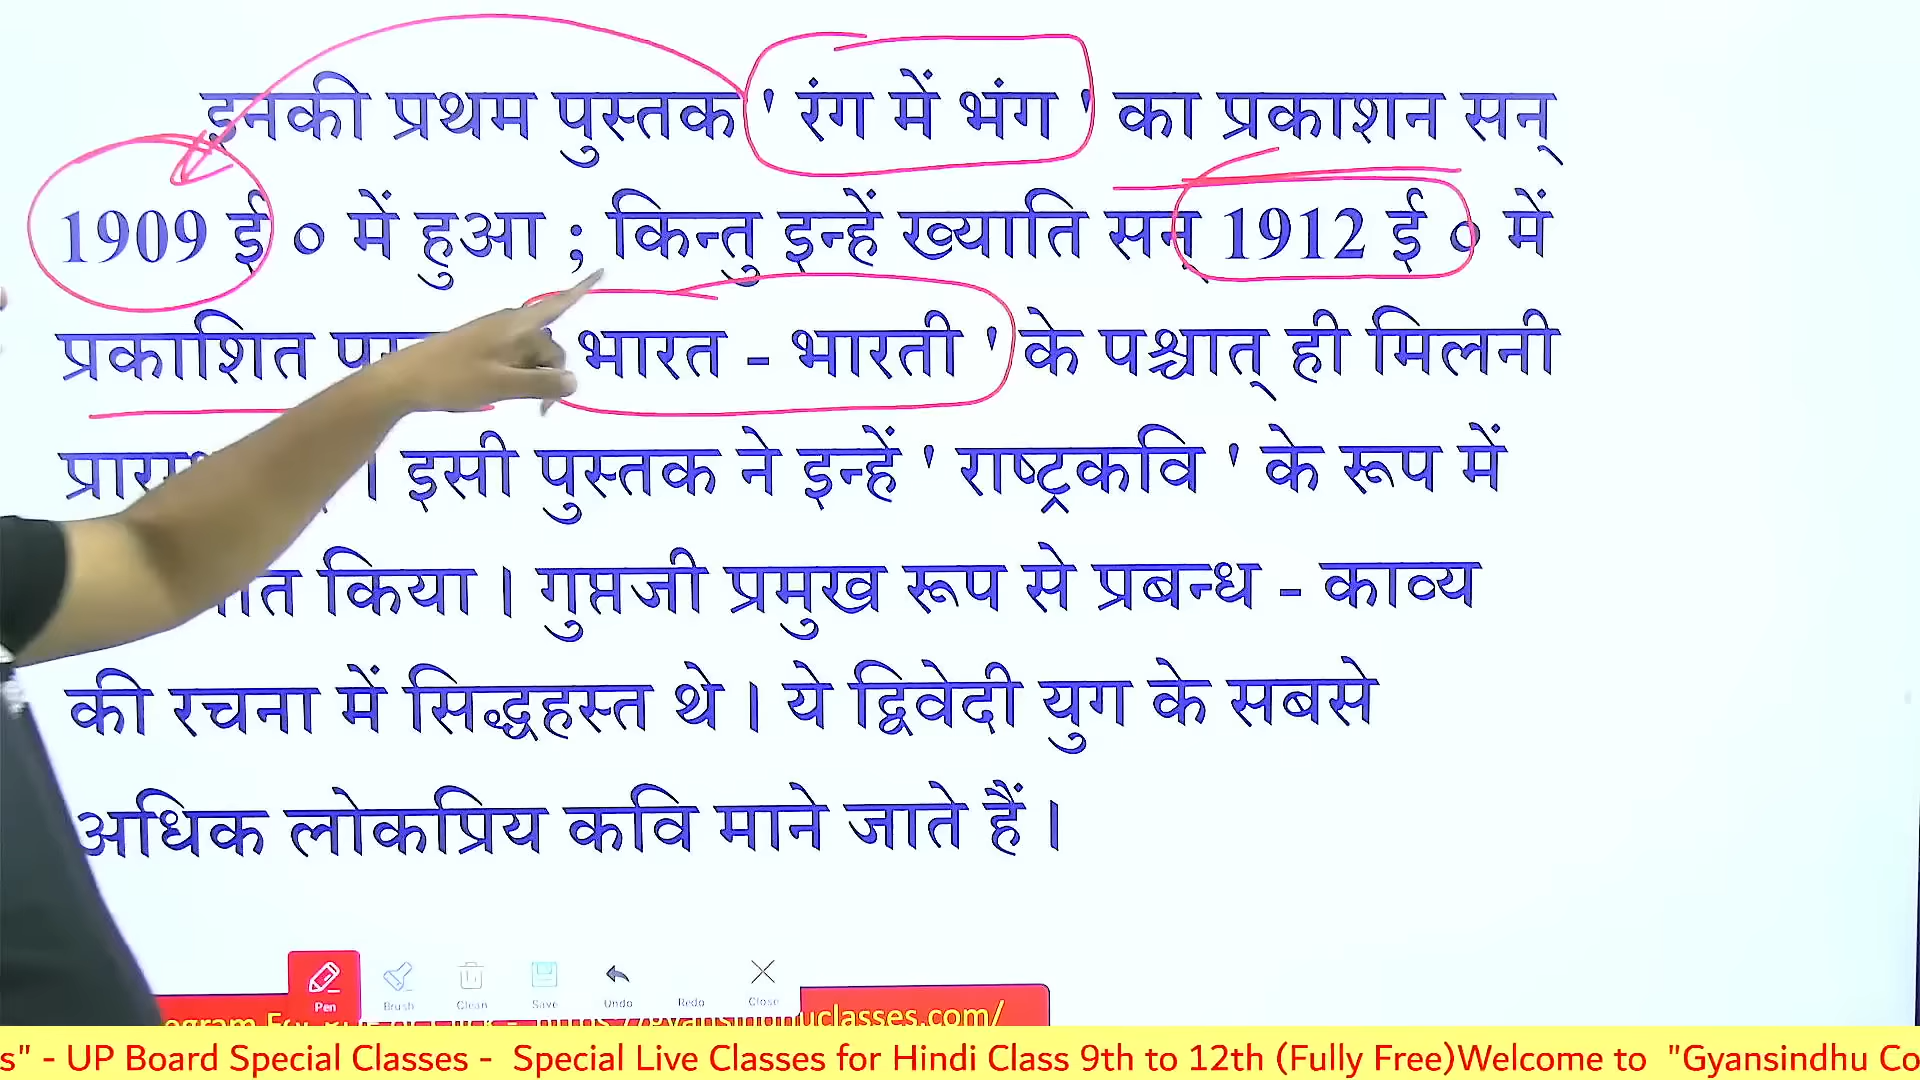 इनकी प्रथम पुस्तक ' रंग में भंग ' का प्रकाशन सन्
1909 ई ० में हुआ ; किन्तु इन्हें ख्याति सन् 1912 ई ० में
प्रकाशित ' भारत - भारती ' के पश्चात् ही मिलनी
। इसी पुस्तक ने इन्हें ' राष्ट्रकवि ' के रूप में
किया । गुप्तजी प्रमुख रूप से प्रबन्ध - काव्य
की रचना में सिद्धहस्त थे । ये द्विवेदी युग के सबसे
अधिक लोकप्रिय कवि माने जाते हैं ।
Pen Brush Clean Save Undo Redo Close
s" - UP Board Special Classes - Special Live Classes for Hindi Class 9th to 12th (Fully Free)Welcome to "Gyansindhu Co